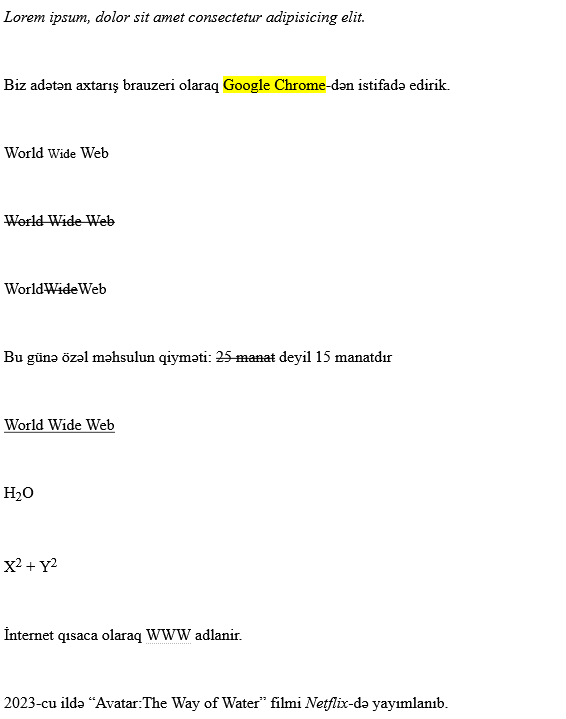 Lorem ipsum, dolor sit amet consectetur adipisicing elit.
Biz adətən axtarış brauzeri olaraq Google Chrome-dən istifadə edirik.
World Wide Web
World Wide Web
WorldWideWeb
Bu günə özəl məhsulun qiyməti: 25 manat deyil 15 manatdır
World Wide Web
H₂O
X² + Y²
İnternet qısaca olaraq WWW adlanir.
2023-cu ildə “Avatar:The Way of Water” filmi Netflix-də yayımlanıb.